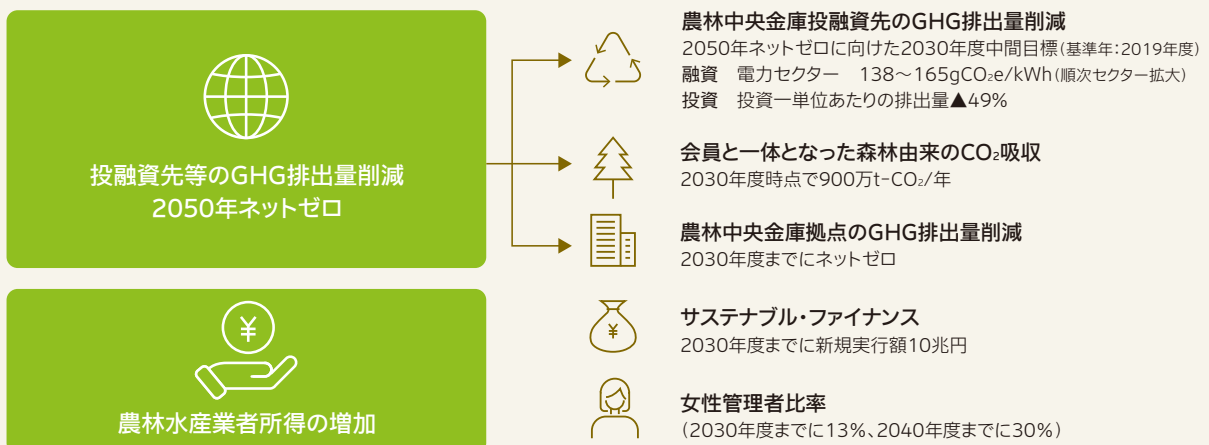 投融資先等のGHG排出量削減
2050年ネットゼロ
農林中央金庫投融資先のGHG排出量削減
2050年ネットゼロに向けた2030年度中間目標(基準年:2019年度)
融資 電力セクター 138～165gCO₂e/kWh(順次セクター拡大)
投資 投資一単位あたりの排出量▲49%
会員と一体となった森林由来のCO₂吸収
2030年度時点で900万t-CO₂/年
農林中央金庫拠点のGHG排出量削減
2030年度までにネットゼロ
¥
農林水産業者所得の増加
¥
サステナブル・ファイナンス
2030年度までに新規実行額10兆円
女性管理者比率
(2030年度までに13%、2040年度までに30%)